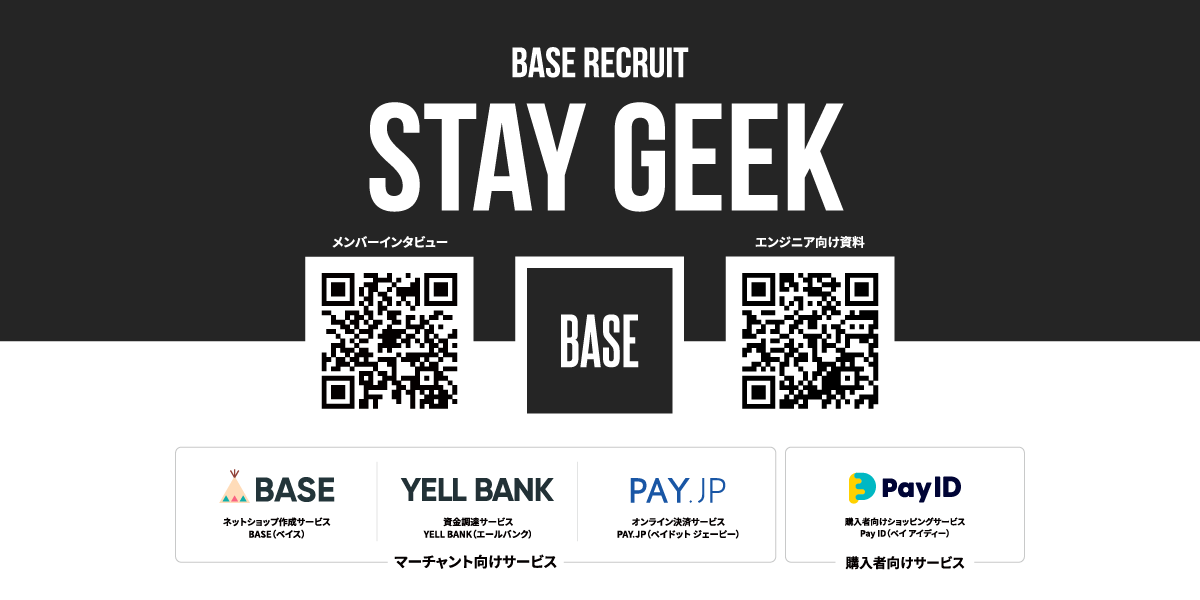 BASE RECRUIT
STAY GEEK
メンバーインタビュー
エンジニア向け資料
BASE
BASE
ネットショップ作成サービス
BASE(ベイス)
YELL BANK
資金調達サービス
YELL BANK(エールバンク)
PAY.JP
オンライン決済サービス
PAY.JP(ペイドット ジェーピー)
マーチャント向けサービス
Pay ID
購入者向けショッピングサービス
Pay ID(ペイ アイディー)
購入者向けサービス